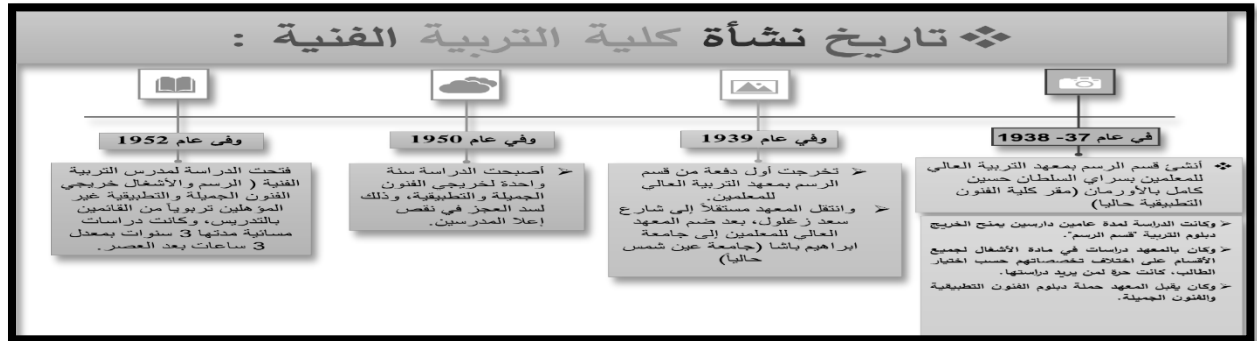 ❖ تاريخ نشأة كلية التربية الفنية :
في عام 37- 1938
❖ أنشئ قسم الرسم بمعهد التربية العالي
للمعلمين بسراي السلطان حسين
كامل بالأورمان (مقر كلية الفنون
التطبيقية حاليا)
➢ وكانت الدراسة لمدة عامين دارسين يمنح الخريج
دبلوم التربية "قسم الرسم".
➢ وكان بالمعهد دراسات في مادة الأشغال لجميع
الأقسام على اختلاف تخصصاتهم حسب اختيار
الطالب، كانت حرة لمن يريد دراستها.
➢ وكان يقبل المعهد حملة دبلوم الفنون التطبيقية
والفنون الجميلة.
وفي عام 1939
➢ تخرجت أول دفعة من قسم
الرسم بمعهد التربية العالي
للمعلمين.
➢ وانتقل المعهد مستقلاً إلى شارع
سعد زغلول، بعد ضم المعهد
العالي للمعلمين إلى جامعة
ابراهيم باشا (جامعة عين شمس
حالياً)
وفي عام 1950
➢ أصبحت الدراسة سنة
واحدة لخريجي الفنون
الجميلة والتطبيقية، وذلك
لسد العجز في نقص
إعلا المدرسين.
وفى عام 1952
فتحت الدراسة لمدرس التربية
الفنية ( الرسم والأشغال خريجي
الفنون الجميلة والتطبيقية غير
المؤهلين تربوياً من القائمين
بالتدريس، وكانت دراسات
مسائية مدتها 3 سنوات بمعدل
3 ساعات بعد العصر.